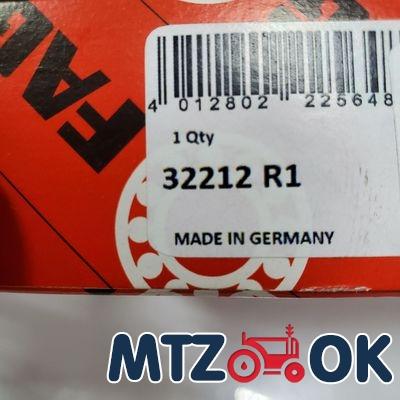 FAG
4 012802 225648
1 Qty
32212 R1
MADE IN GERMANY
MTZ OK